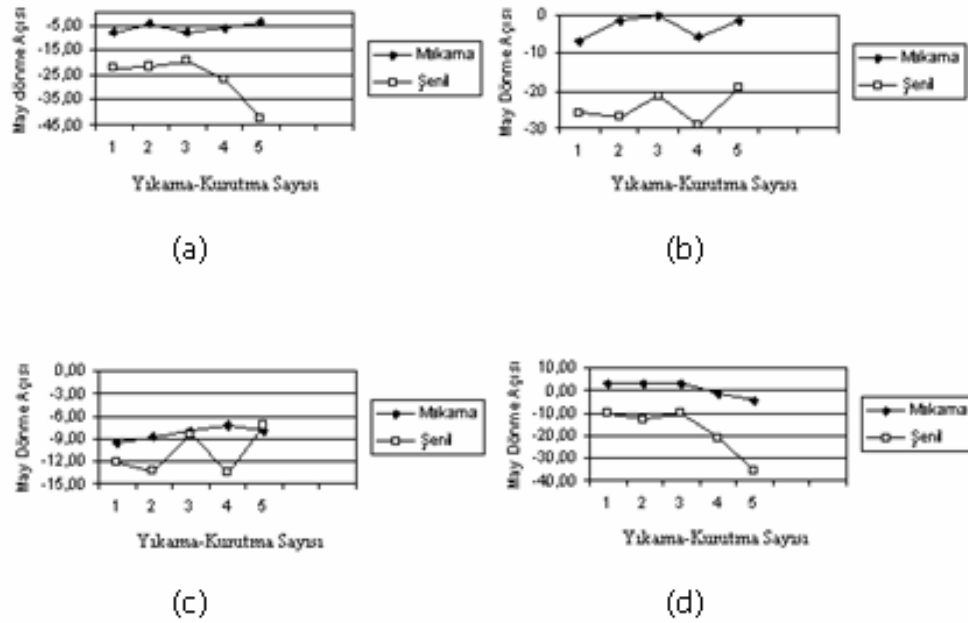 May dönme Açısı
-5,00
-15,00
-25,00
-35,00
-45,00
1 2 3 4 5
Yıkama-Kurutma Sayısı
Mılkama
Şenil
(a)
May Dönme Açısı
0
-10
-20
-30
1 2 3 4 5
Yıkama-Kurutma Sayısı
Mılkama
Şenil
(b)
May Dönme Açısı
0,00
-3,00
-6,00
-9,00
-12,00
-15,00
1 2 3 4 5
Yıkama-Kurutma Sayısı
Mılkama
Şenil
(c)
May Dönme Açısı
10,00
0,00
-10,00
-20,00
-30,00
-40,00
1 2 3 4 5
Yıkama-Kurutma Sayısı
Mılkama
Şenil
(d)